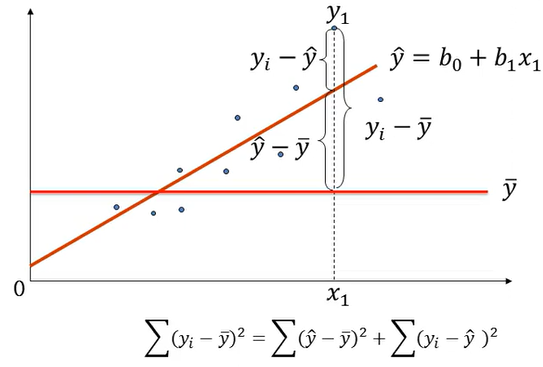 y₁
yᵢ − ŷ
ŷ = b₀ + b₁x₁
yᵢ − ȳ
ŷ − ȳ
ȳ
0
x₁
∑(yᵢ − ȳ)² = ∑(ŷ − ȳ)² + ∑(yᵢ − ŷ )²